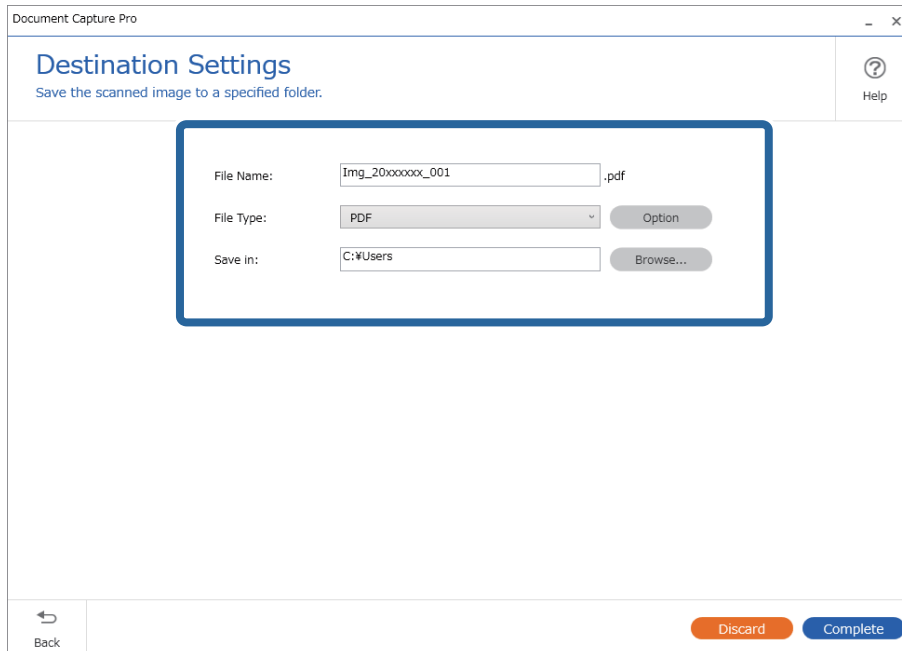 Document Capture Pro
Destination Settings
Save the scanned image to a specified folder.
Help
File Name: Img_20xxxxxx_001 .pdf
File Type: PDF Option
Save in: C:¥Users Browse...
Back
Discard Complete